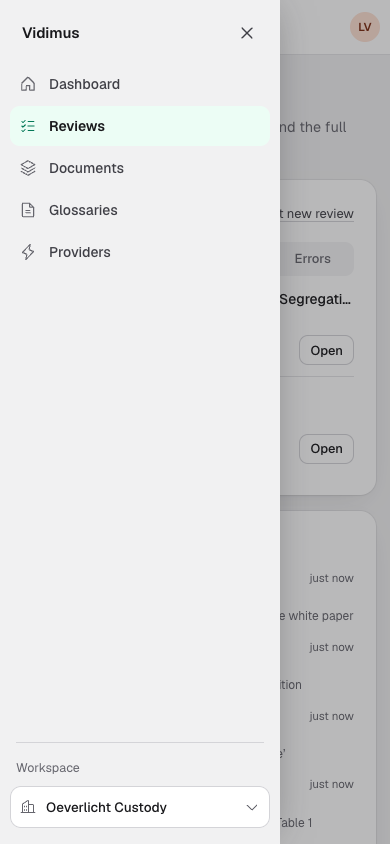 Vidimus
LV
Dashboard
Reviews
Documents
Glossaries
Providers
nd the full
t new review
Errors
Segregati...
Open
Open
just now
e white paper
just now
ition
just now
e'
just now
Table 1
Workspace
Oeverlicht Custody